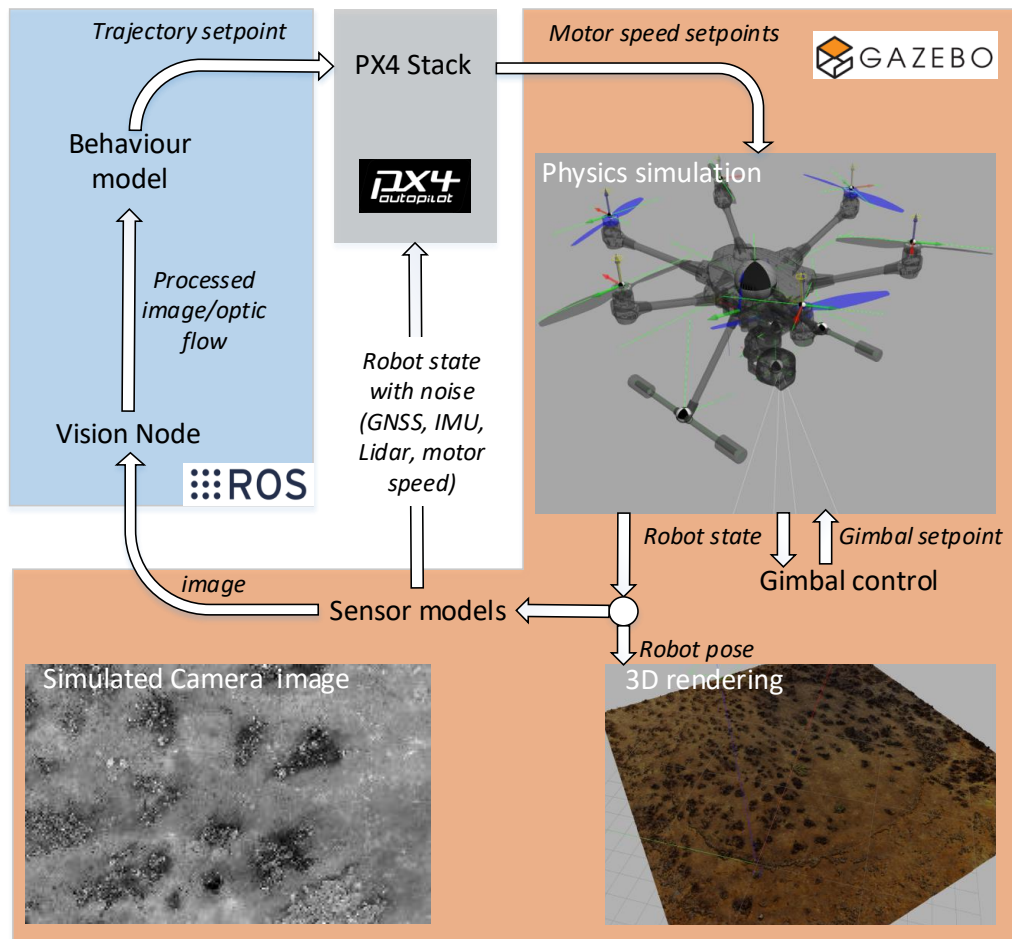 Trajectory setpoint
PX4 Stack
Motor speed setpoints
GAZEBO
Behaviour
model
px4
autopilot
Physics simulation
Processed
image/optic
flow
Robot state
with noise
(GNSS, IMU,
Lidar, motor
speed)
Vision Node
ROS
Robot state
Gimbal setpoint
Gimbal control
image
Sensor models
Robot pose
Simulated Camera image
3D rendering